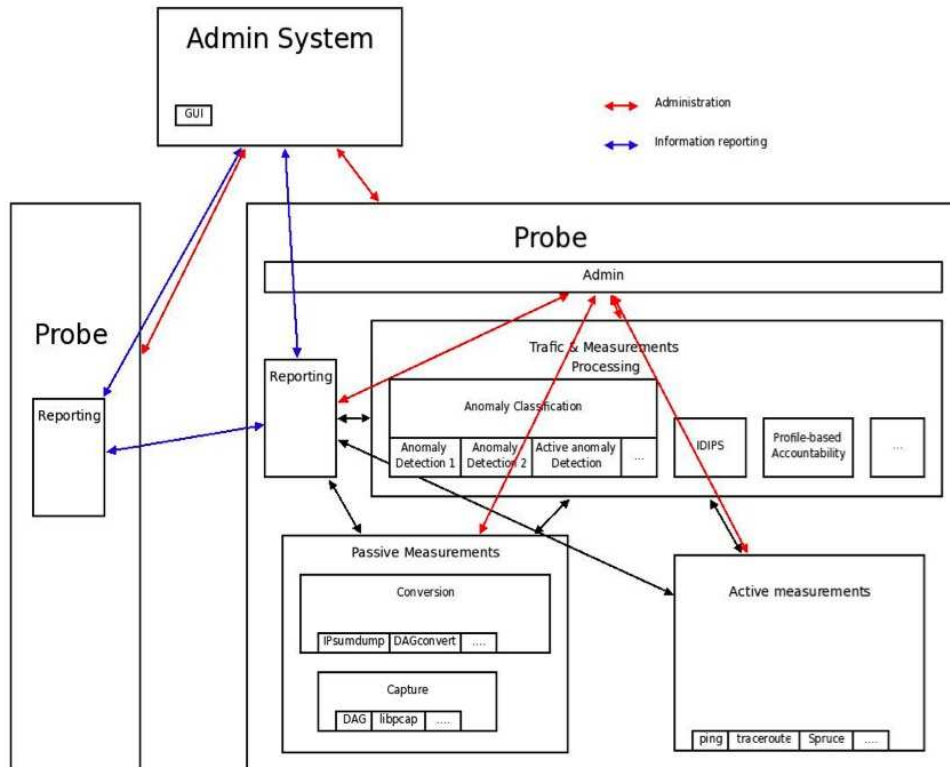 Admin System
GUI
Administration
Information reporting
Probe
Reporting
Probe
Admin
Reporting
Trafic & Measurements
Processing
Anomaly Classification
Anomaly
Detection 1
Anomaly
Detection 2
Active anomaly
Detection
...
IDIPS
Profile-based
Accountability
...
Passive Measurements
Conversion
IPsumdump
DAGconvert
....
Capture
DAG
libpcap
....
Active measurements
ping
traceroute
Spruce
....